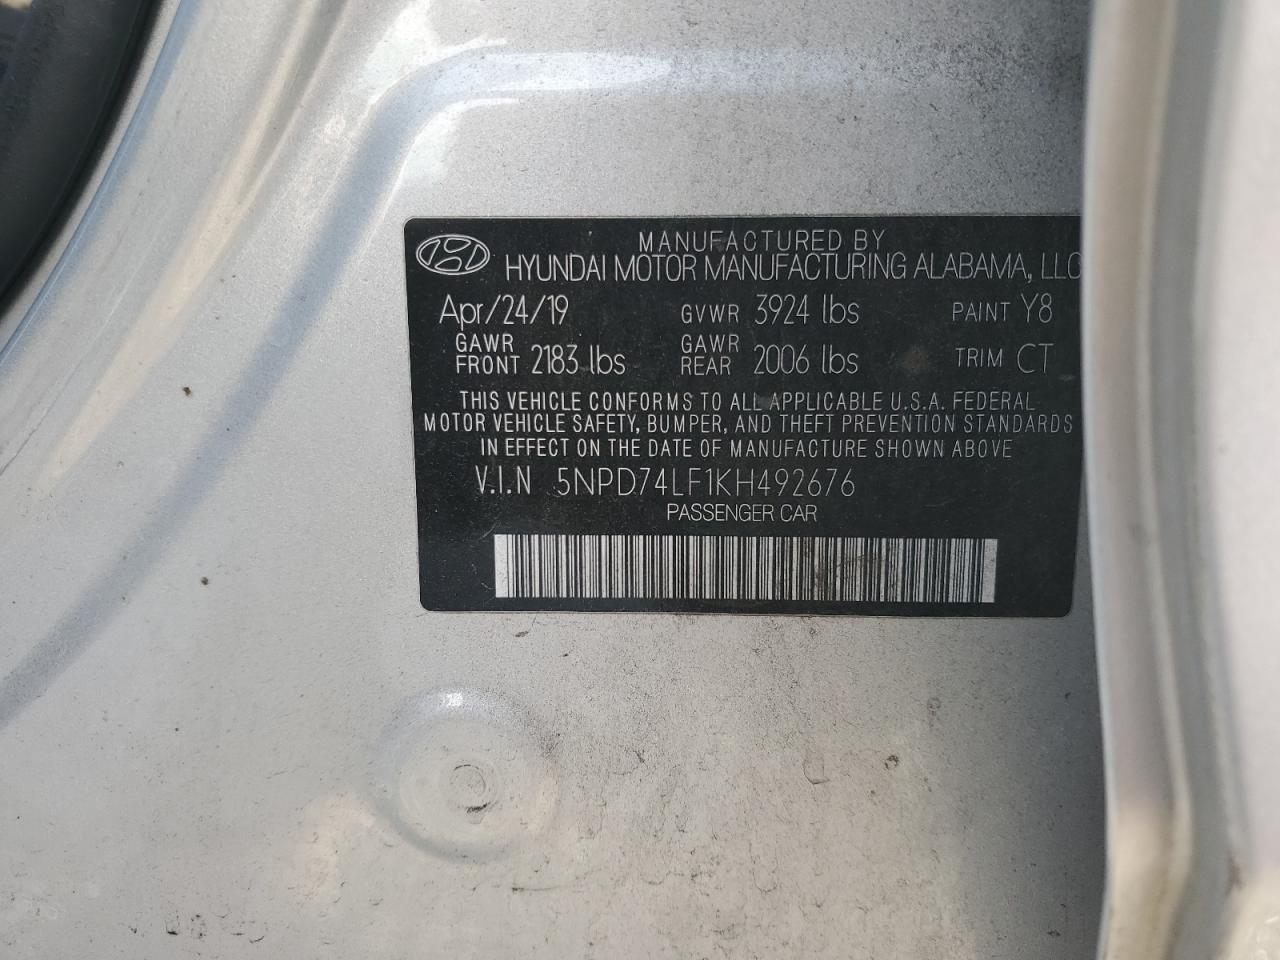 MANUFACTURED BY
HYUNDAI MOTOR MANUFACTURING ALABAMA, LLC
Apr/24/19 GVWR 3924 lbs PAINT Y8
GAWR FRONT 2183 lbs GAWR REAR 2006 lbs TRIM CT
THIS VEHICLE CONFORMS TO ALL APPLICABLE U.S.A. FEDERAL
MOTOR VEHICLE SAFETY, BUMPER, AND THEFT PREVENTION STANDARDS
IN EFFECT ON THE DATE OF MANUFACTURE SHOWN ABOVE
V.I.N 5NPD74LF1KH492676
PASSENGER CAR